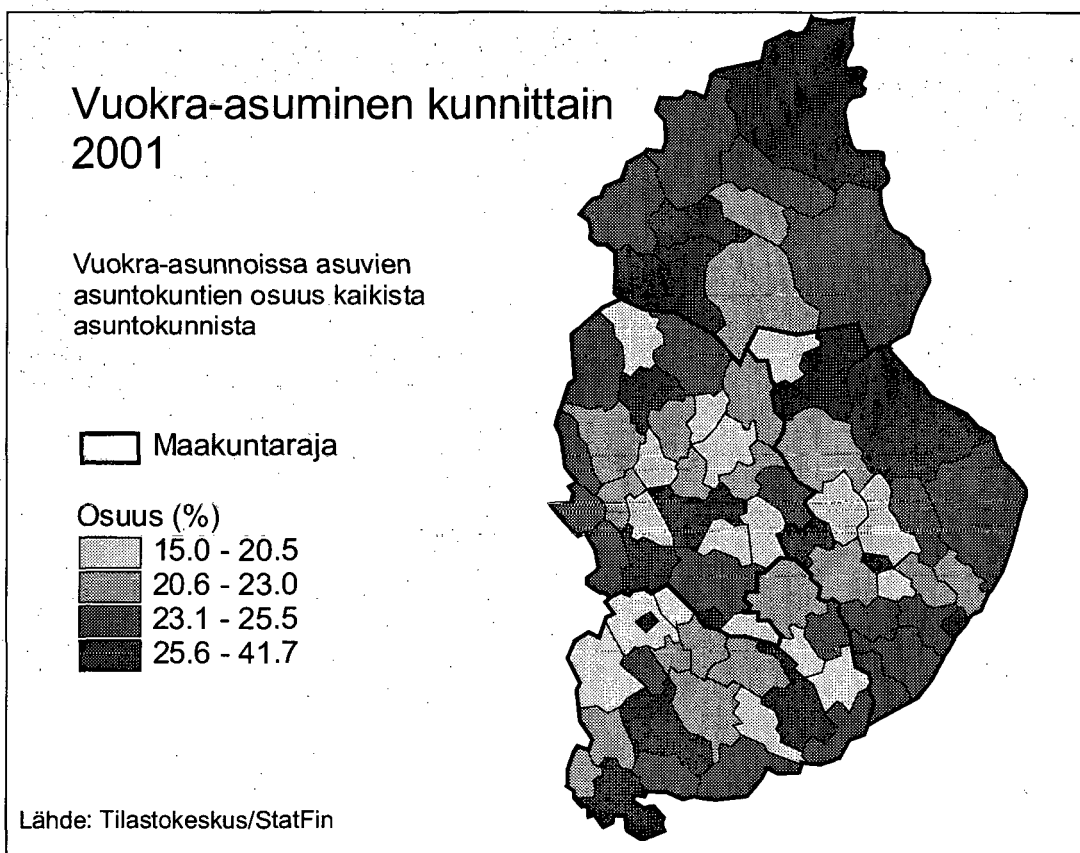 Vuokra-asuminen kunnittain
2001
Vuokra-asunnoissa asuvien
asuntokuntien osuus kaikista
asuntokunnista
Maakuntaraja
Osuus (%)
15.0 - 20.5
20.6 - 23.0
23.1 - 25.5
25.6 - 41.7
Lähde: Tilastokeskus/StatFin